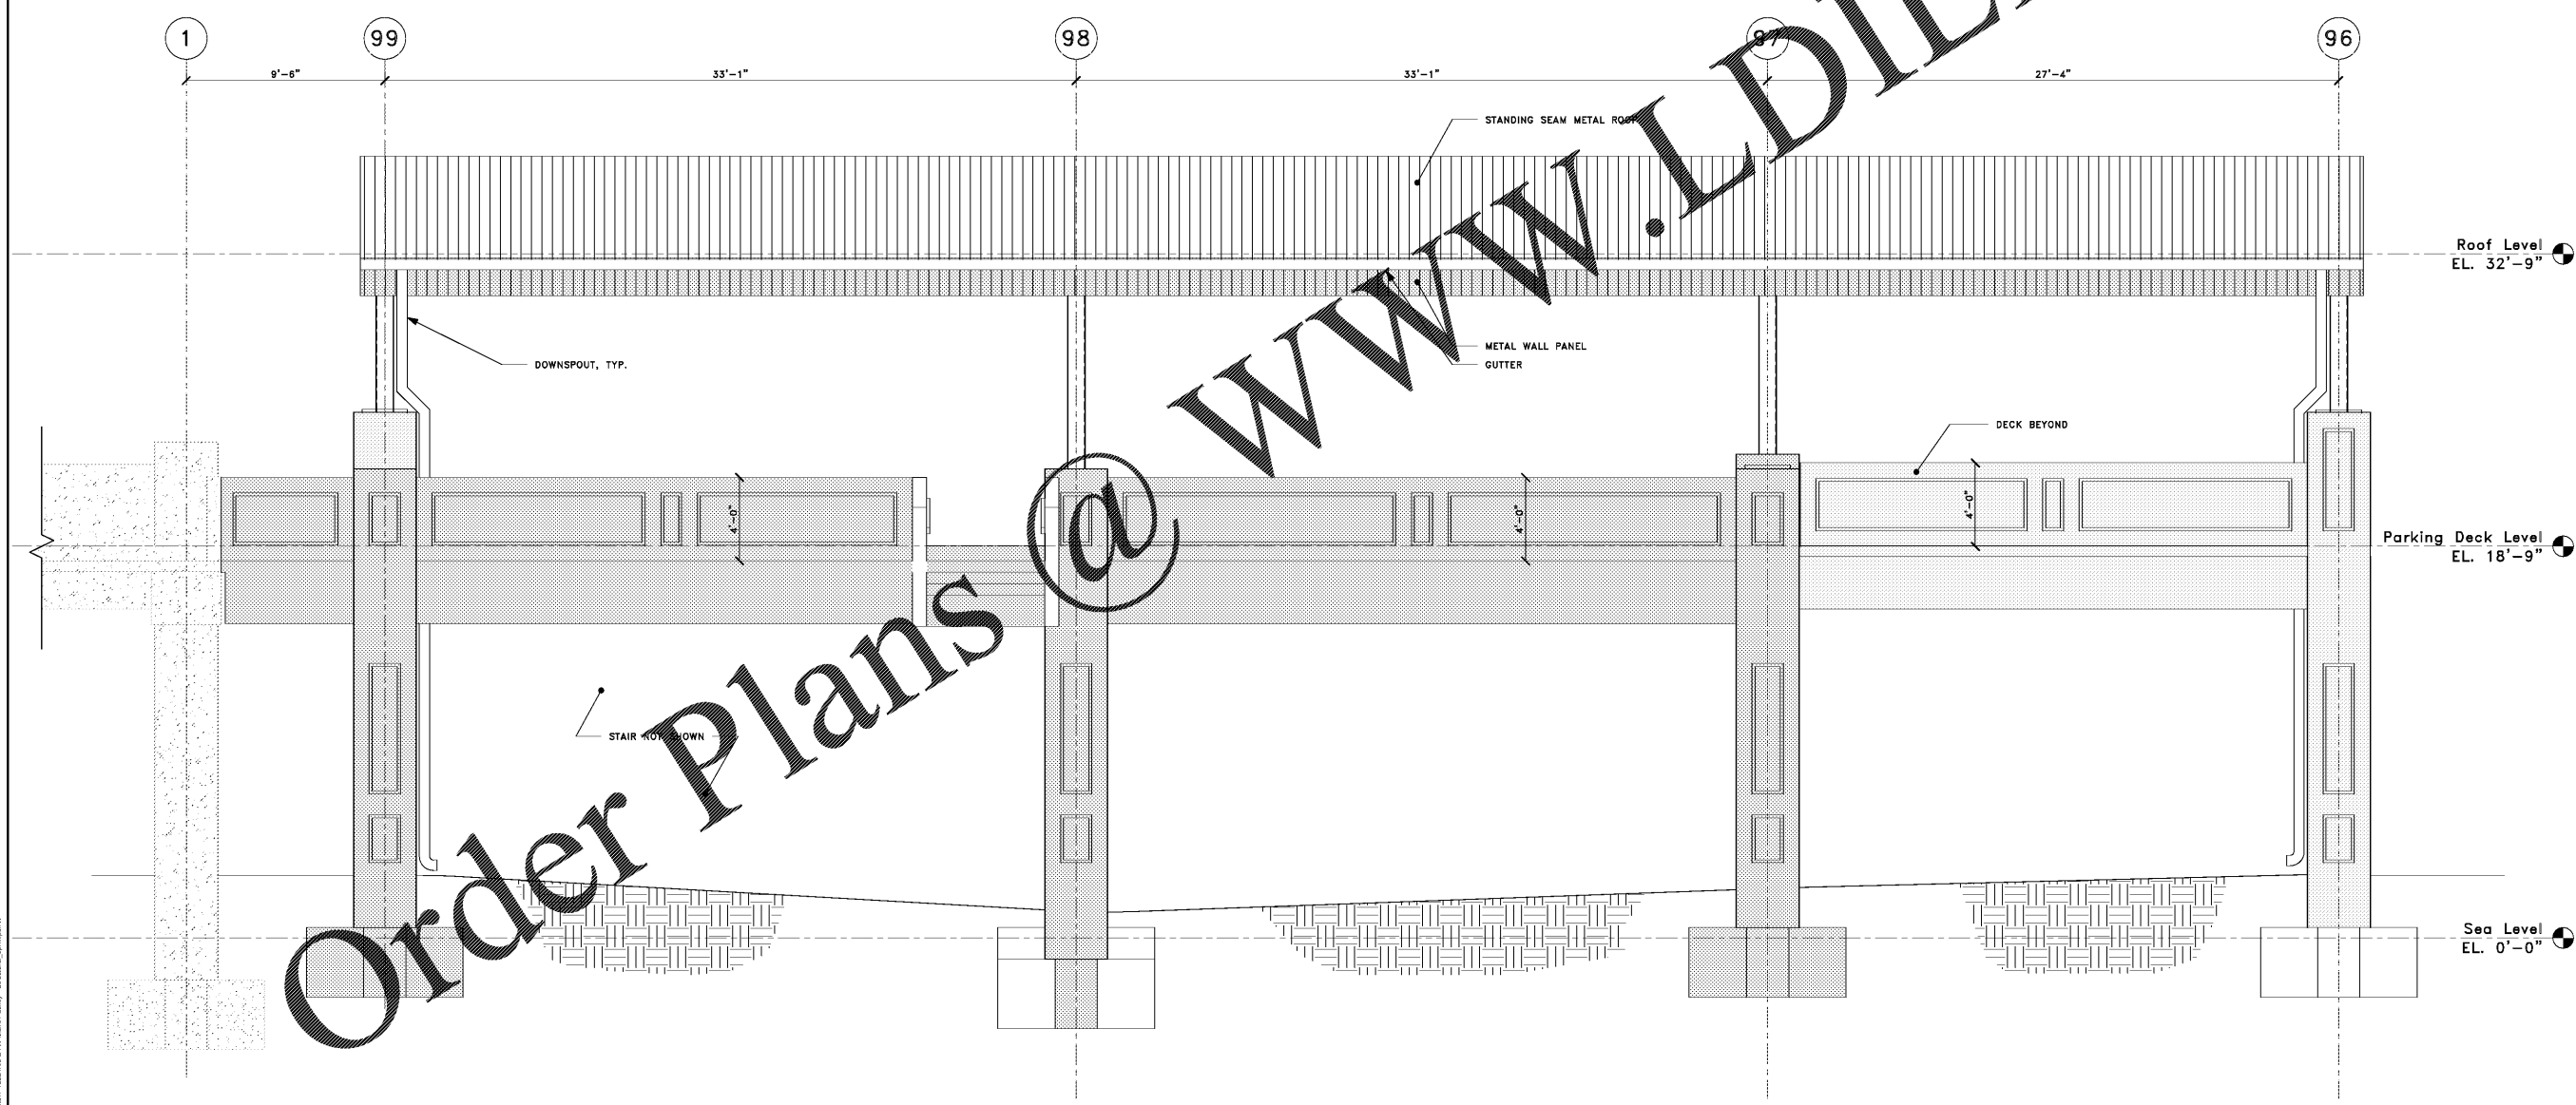 1
99
98
97
96
9'-6"
33'-1"
33'-1"
27'-4"
STANDING SEAM METAL ROOF
Roof Level
EL. 32'-9"
METAL WALL PANEL
GUTTER
DOWNSPOUT, TYP.
DECK BEYOND
4'-0"
4'-0"
4'-0"
Parking Deck Level
EL. 18'-9"
STAIR NOT SHOWN
Sea Level
EL. 0'-0"
Order Plans @ WWW.LDIL